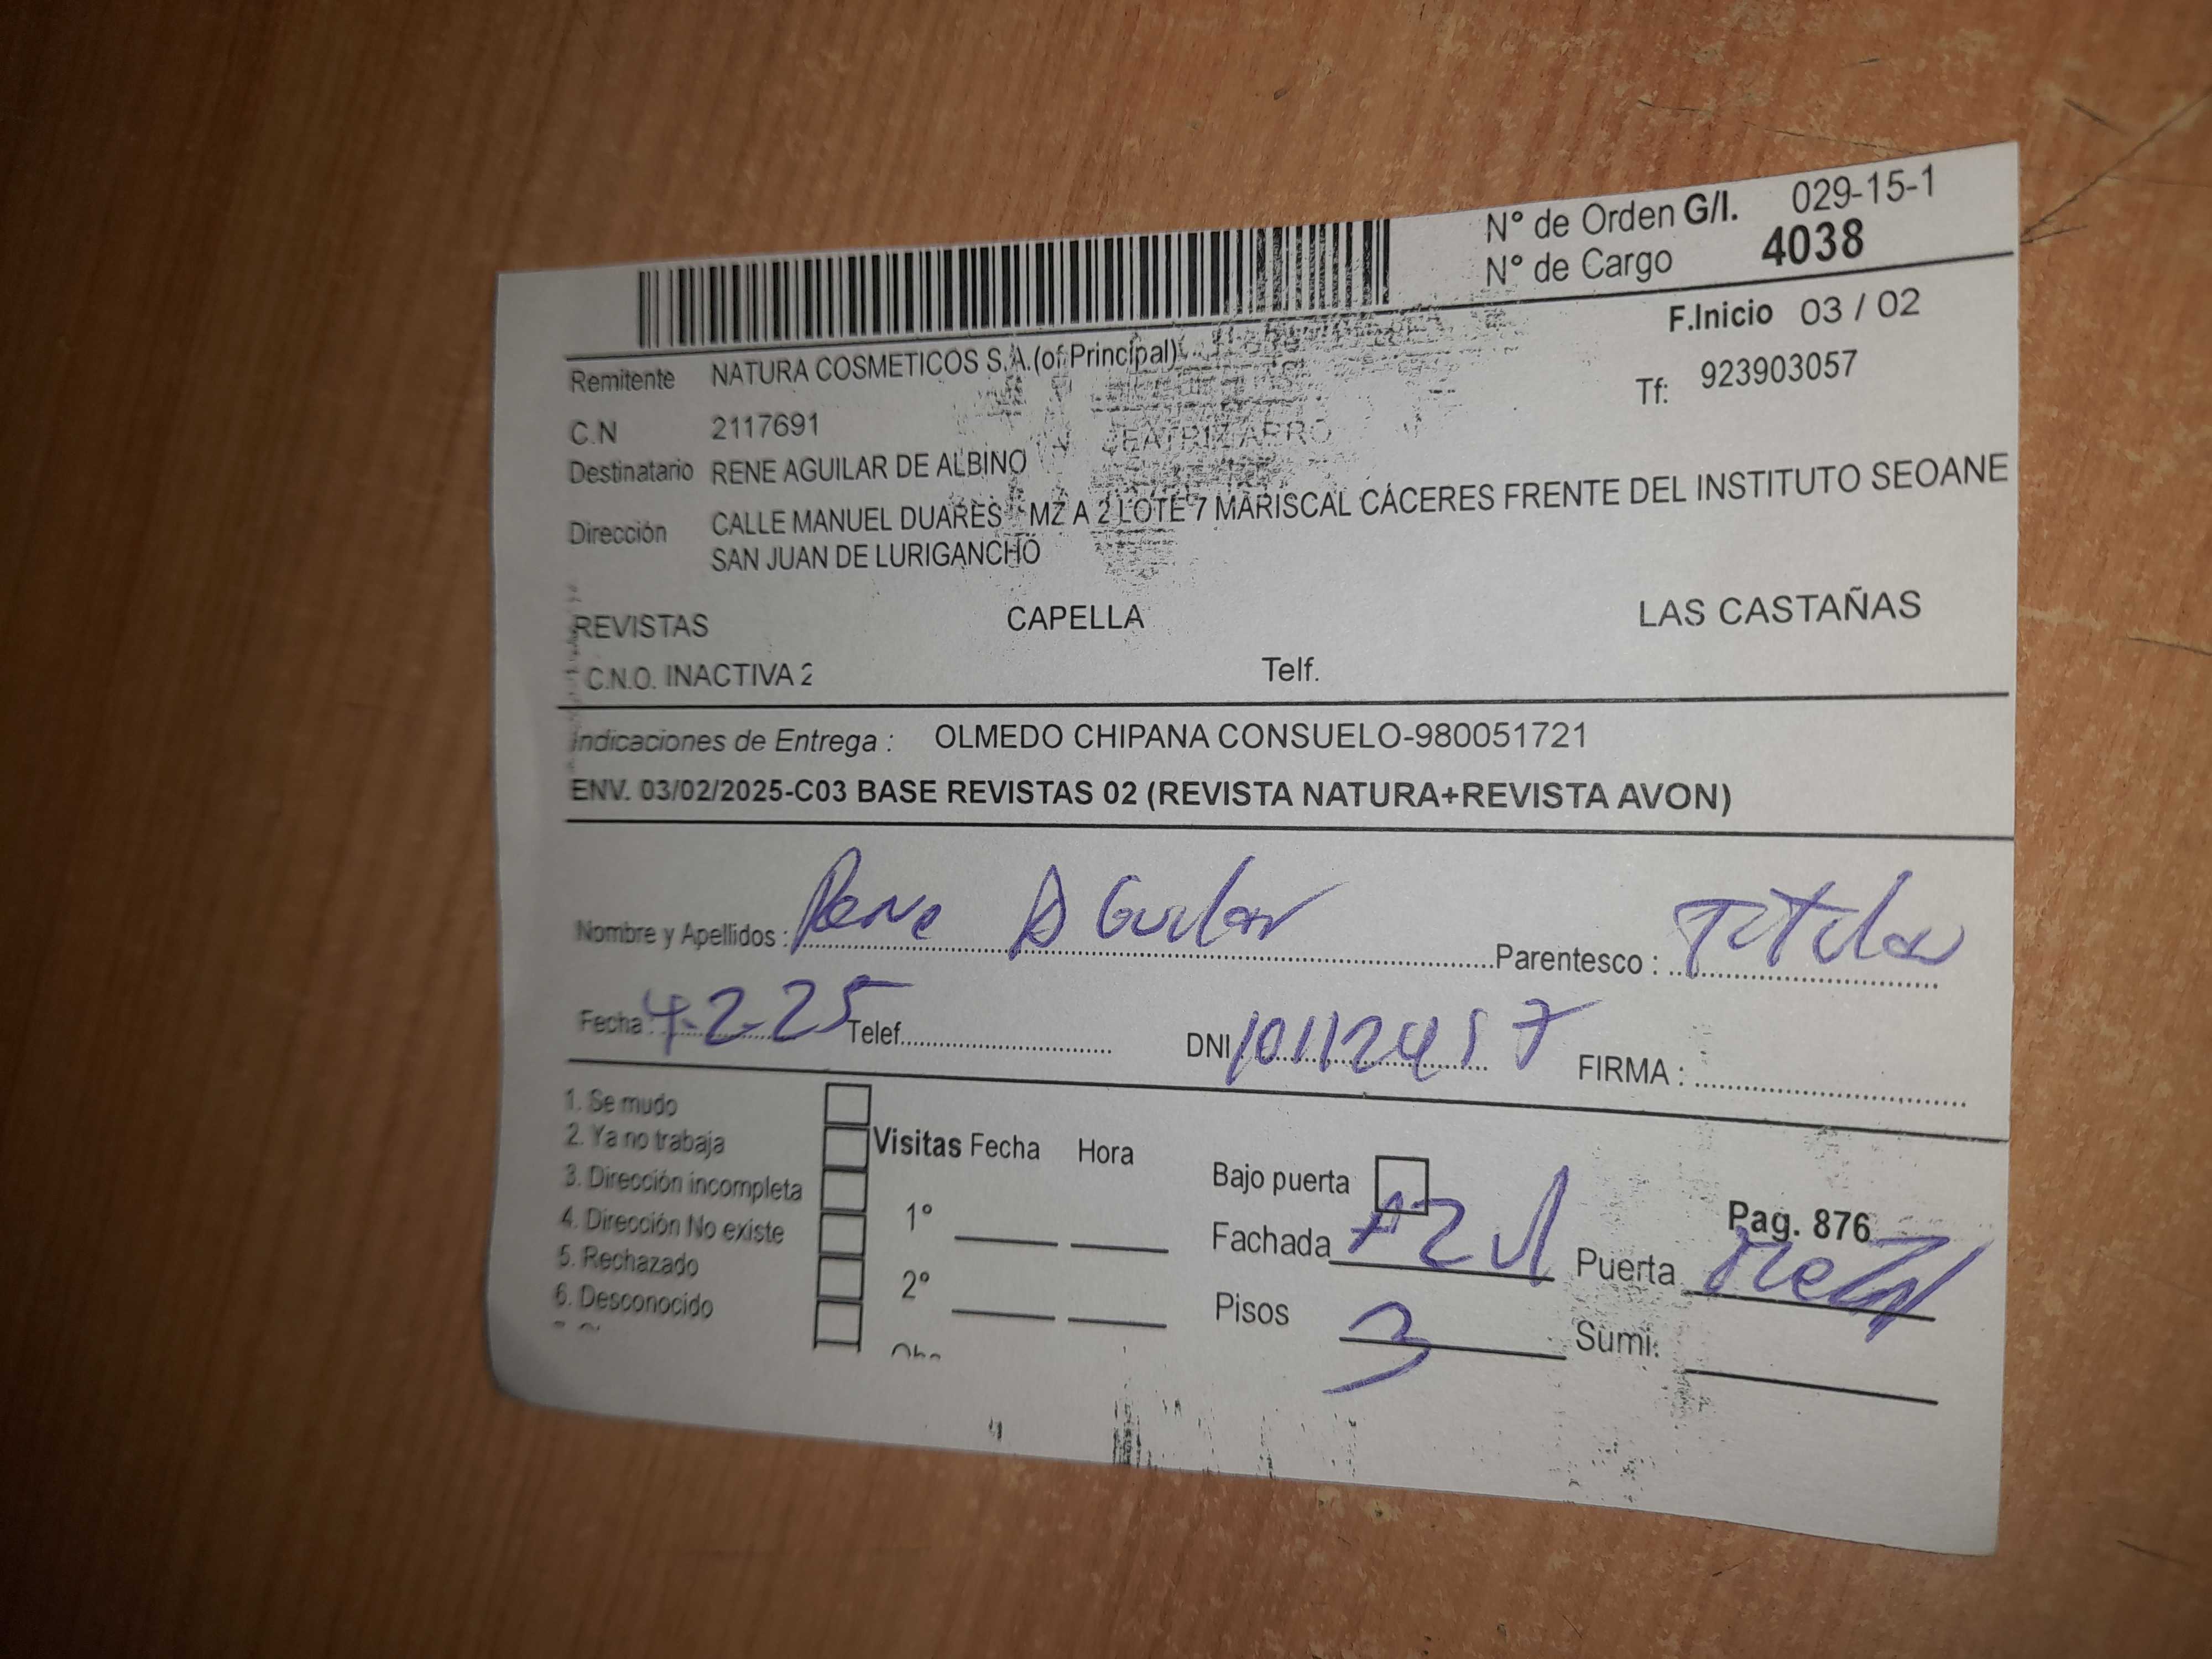 N° de Orden G/I. 029-15-1
N° de Cargo 4038
F.Inicio 03 / 02
Remitente NATURA COSMETICOS S.A.(of.Principal)
Tf: 923903057
C.N 2117691
Destinatario RENE AGUILAR DE ALBINO
Dirección CALLE MANUEL DUARES MZ A 2 LOTE 7 MARISCAL CÁCERES FRENTE DEL INSTITUTO SEOANE
SAN JUAN DE LURIGANCHO
REVISTAS CAPELLA LAS CASTAÑAS
C.N.O. INACTIVA 2 Telf.
Indicaciones de Entrega : OLMEDO CHIPANA CONSUELO-980051721
ENV. 03/02/2025-C03 BASE REVISTAS 02 (REVISTA NATURA+REVISTA AVON)
Nombre y Apellidos : Rene AGuilar Parentesco : Titular
Fecha : 4-2-25 Telef. DNI 10112457 FIRMA :
1. Se mudo
2. Ya no trabaja
3. Dirección incompleta
4. Dirección No existe
5. Rechazado
6. Desconocido
Visitas Fecha Hora
1°
2°
Bajo puerta
Pag. 876
Fachada Azul Puerta Metal
Pisos 3 Sumi: